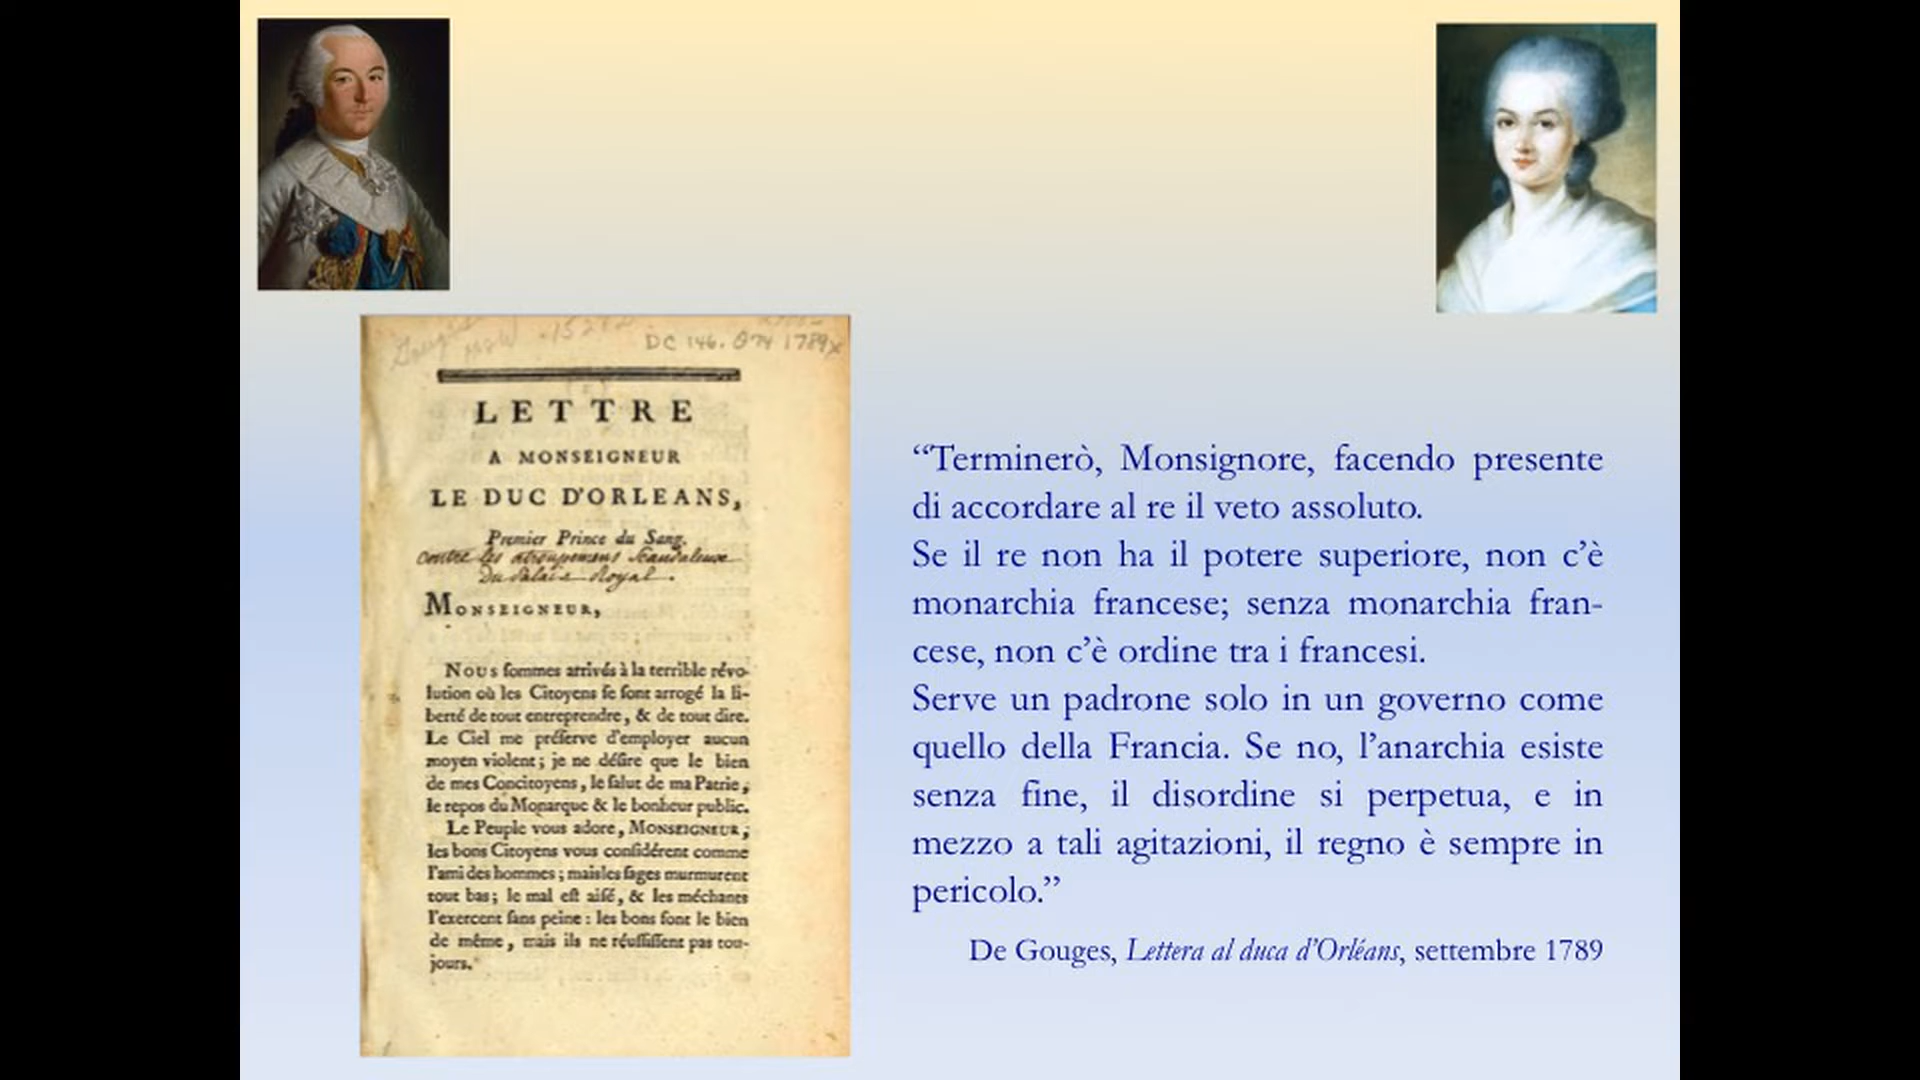 DC 146. O74 1789x
LETTRE
A MONSEIGNEUR
LE DUC D'ORLEANS,
Premier Prince du Sang.
contre les atroupemens Scandaleuse
Du Palais Royal.
MONSEIGNEUR,
NOUS ſommes arrivés à la terrible révo-
lution où les Citoyens ſe ſont arrogé la li-
berté de tout entreprendre, & de tout dire.
Le Ciel me préſerve d'employer aucun
moyen violent; je ne déſire que le bien
de mes Concitoyens, le ſalut de ma Patrie,
le repos du Monarque & le bonheur public.
Le Peuple vous adore, MONSEIGNEUR,
les bons Citoyens vous conſidérent comme
l'ami des hommes; mais les ſages murmurent
tout bas; le mal eſt aiſé, & les méchans
l'exercent ſans peine: les bons font le bien
de même, mais ils ne réuſſiſſent pas tou-
jours.
“Terminerò, Monsignore, facendo presente
di accordare al re il veto assoluto.
Se il re non ha il potere superiore, non c’è
monarchia francese; senza monarchia fran-
cese, non c’è ordine tra i francesi.
Serve un padrone solo in un governo come
quello della Francia. Se no, l’anarchia esiste
senza fine, il disordine si perpetua, e in
mezzo a tali agitazioni, il regno è sempre in
pericolo.”
De Gouges, Lettera al duca d’Orléans, settembre 1789